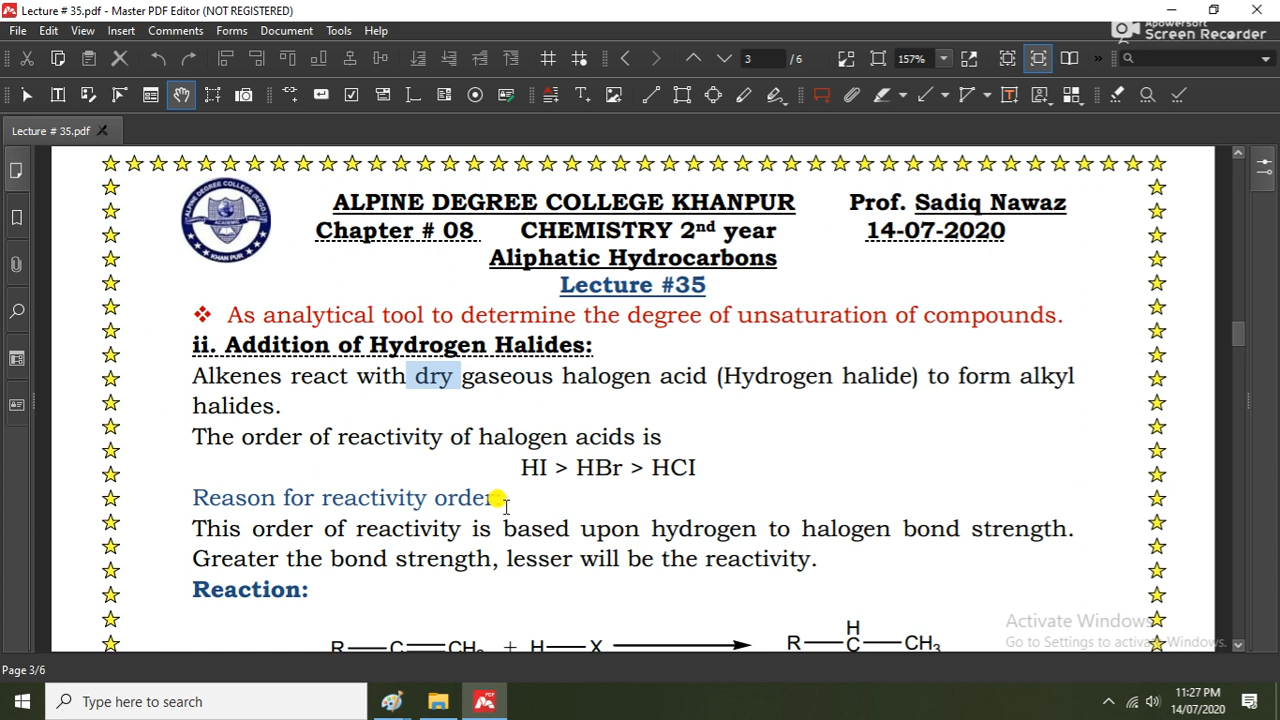 Lecture # 35.pdf - Master PDF Editor (NOT REGISTERED)
File Edit View Insert Comments Forms Document Tools Help
Apowersoft
Screen Recorder
3 / 6 157%
Lecture # 35.pdf
ALPINE DEGREE COLLEGE KHANPUR Prof. Sadiq Nawaz
Chapter # 08 CHEMISTRY 2nd year 14-07-2020
Aliphatic Hydrocarbons
Lecture #35
❖ As analytical tool to determine the degree of unsaturation of compounds.
ii. Addition of Hydrogen Halides:
Alkenes react with dry gaseous halogen acid (Hydrogen halide) to form alkyl
halides.
The order of reactivity of halogen acids is
HI > HBr > HCI
Reason for reactivity order:
This order of reactivity is based upon hydrogen to halogen bond strength.
Greater the bond strength, lesser will be the reactivity.
Reaction:
H
R C CH2 + H X R C CH3
Activate Windows
Go to Settings to activate Windows.
Page 3/6
Type here to search
11:27 PM
14/07/2020